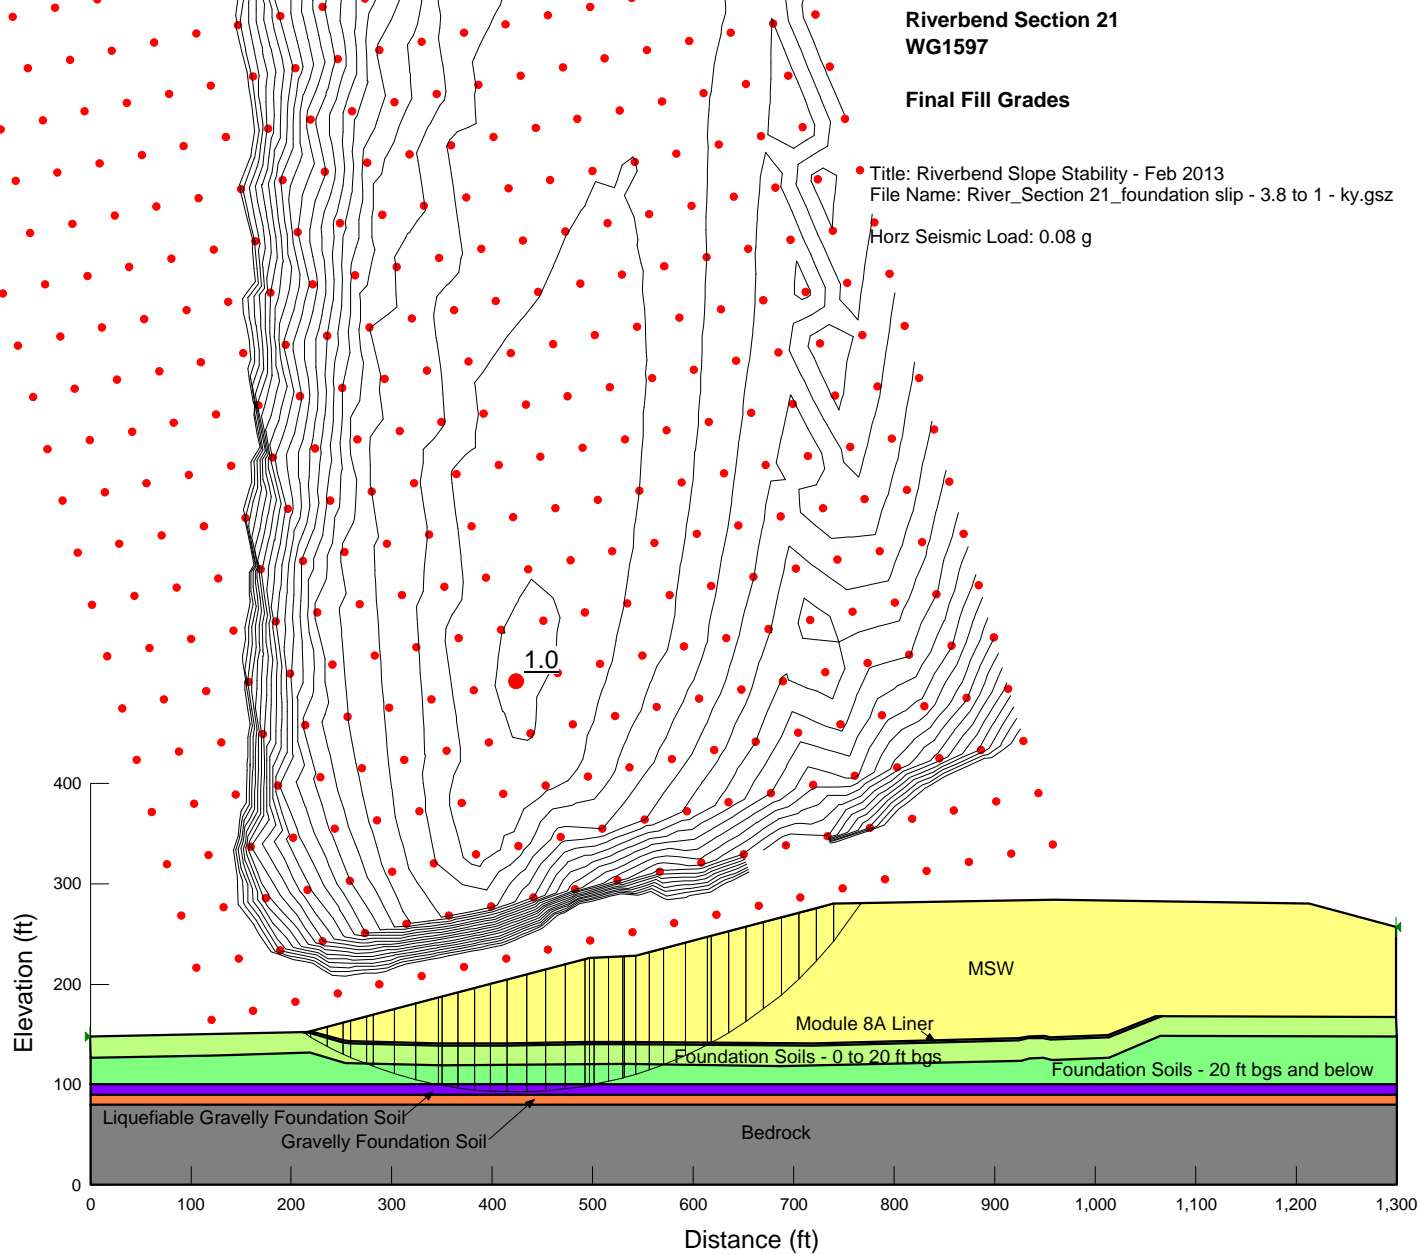 Riverbend Section 21
WG1597
Final Fill Grades
Title: Riverbend Slope Stability - Feb 2013
File Name: River_Section 21_foundation slip - 3.8 to 1 - ky.gsz
Horz Seismic Load: 0.08 g
1.0
400
300
200
100
0
Elevation (ft)
MSW
Module 8A Liner
Foundation Soils - 0 to 20 ft bgs
Foundation Soils - 20 ft bgs and below
Liquefiable Gravelly Foundation Soil
Gravelly Foundation Soil
Bedrock
0 100 200 300 400 500 600 700 800 900 1,000 1,100 1,200 1,300
Distance (ft)